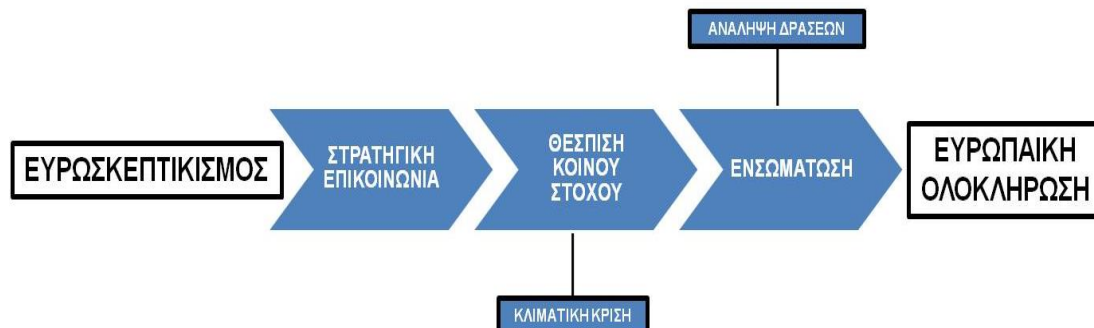 ΑΝΑΛΗΨΗ ΔΡΑΣΕΩΝ
ΕΥΡΩΣΚΕΠΤΙΚΙΣΜΟΣ
ΣΤΡΑΤΗΓΙΚΗ
ΕΠΙΚΟΙΝΩΝΙΑ
ΘΕΣΠΙΣΗ
ΚΟΙΝΟΥ
ΣΤΟΧΟΥ
ΕΝΣΩΜΑΤΩΣΗ
ΕΥΡΩΠΑΙΚΗ
ΟΛΟΚΛΗΡΩΣΗ
ΚΛΙΜΑΤΙΚΗ ΚΡΙΣΗ